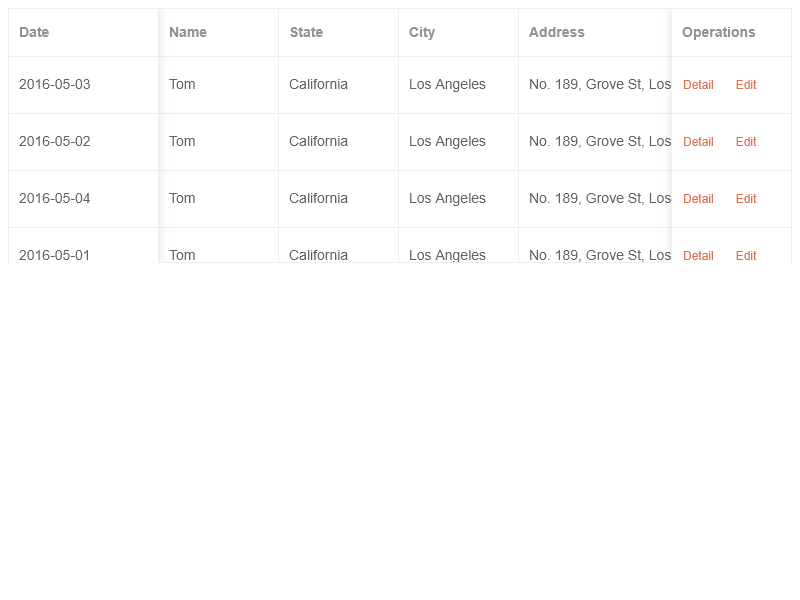 Date Name State City Address Operations
2016-05-03 Tom California Los Angeles No. 189, Grove St, Los Detail Edit
2016-05-02 Tom California Los Angeles No. 189, Grove St, Los Detail Edit
2016-05-04 Tom California Los Angeles No. 189, Grove St, Los Detail Edit
2016-05-01 Tom California Los Angeles No. 189, Grove St, Los Detail Edit